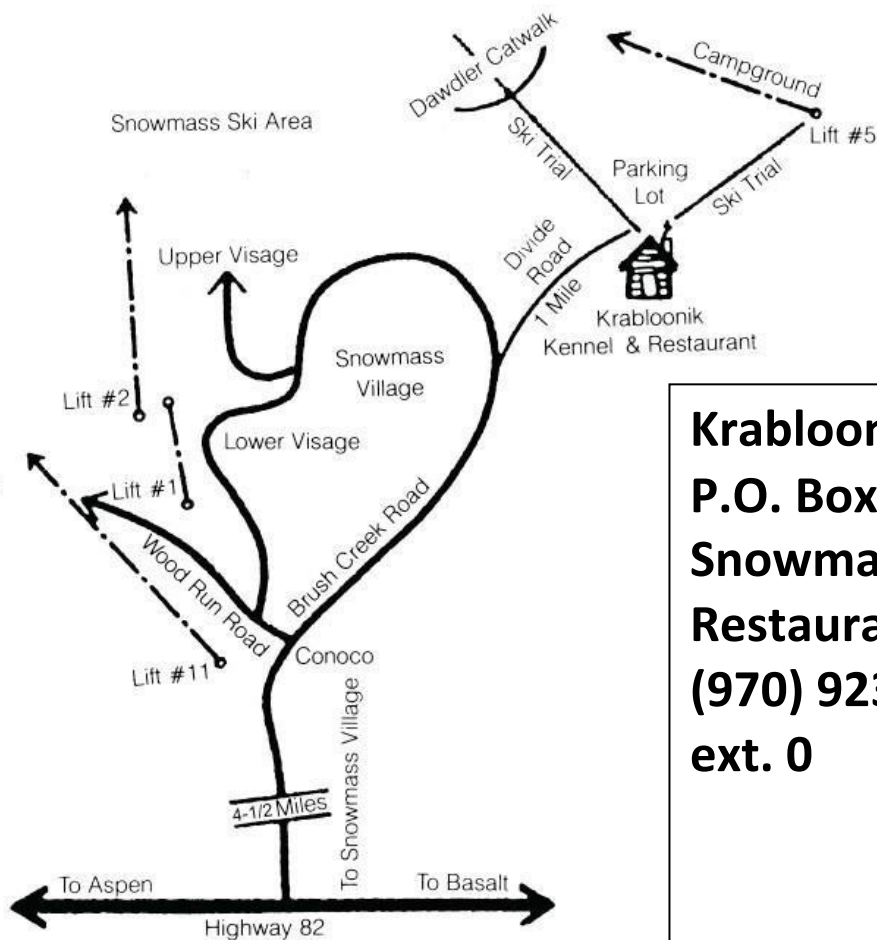 Dawdler Catwalk
Campground
Snowmass Ski Area
Ski Trial
Lift #5
Parking
Lot
Ski Trial
Upper Visage
Divide
Road
1 Mile
Krabloonik
Kennel & Restaurant
Snowmass
Village
Lift #2
Lower Visage
Lift #1
Wood Run Road
Brush Creek Road
Conoco
Lift #11
To Snowmass Village
4-1/2 Miles
To Aspen
To Basalt
Highway 82
P.O. Box
(970) 923
ext. 0